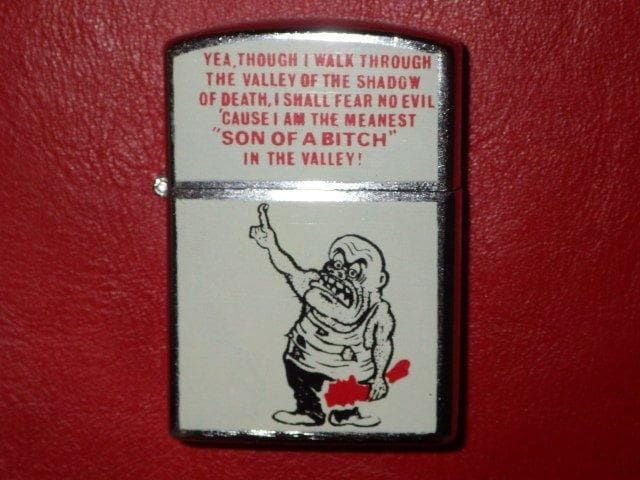 YEA, THOUGH I WALK THROUGH
THE VALLEY OF THE SHADOW
OF DEATH, I SHALL FEAR NO EVIL
'CAUSE I AM THE MEANEST
"SON OF A BITCH"
IN THE VALLEY!